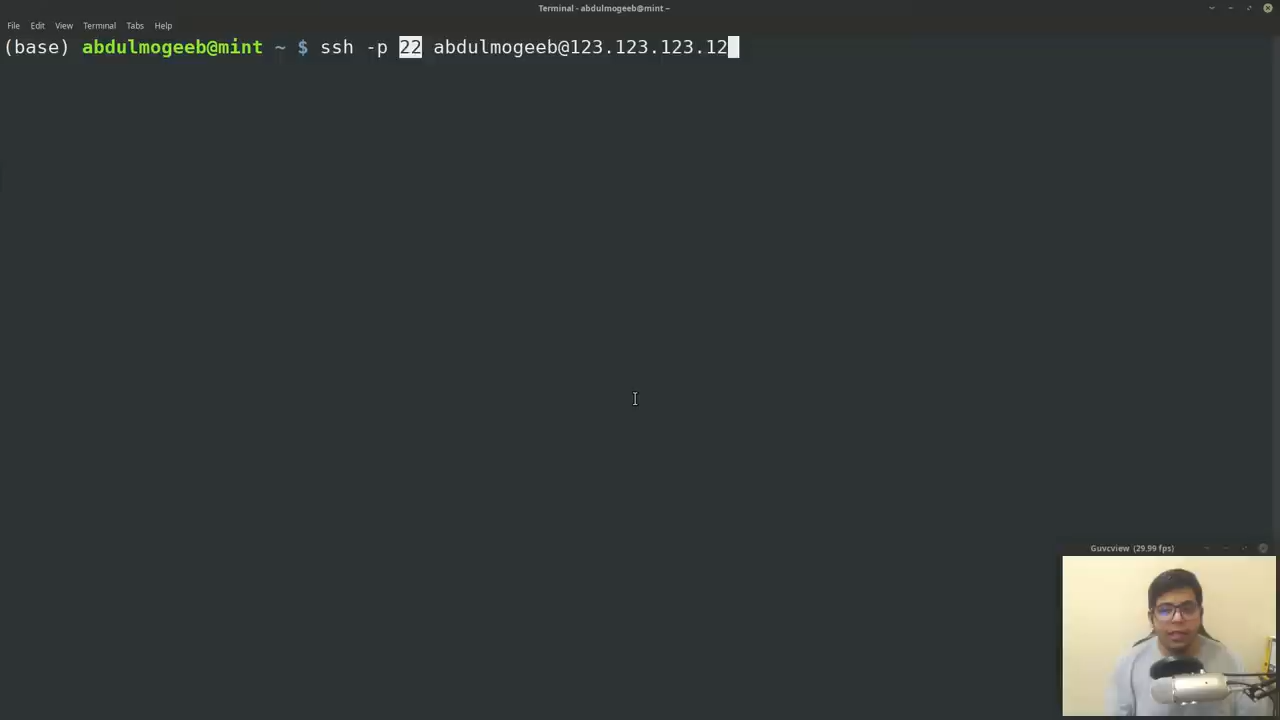 Terminal - abdulmogeeb@mint ~
File Edit View Terminal Tabs Help
(base) abdulmogeeb@mint ~ $ ssh -p 22 abdulmogeeb@123.123.123.12
Guvcview (29.99 fps)